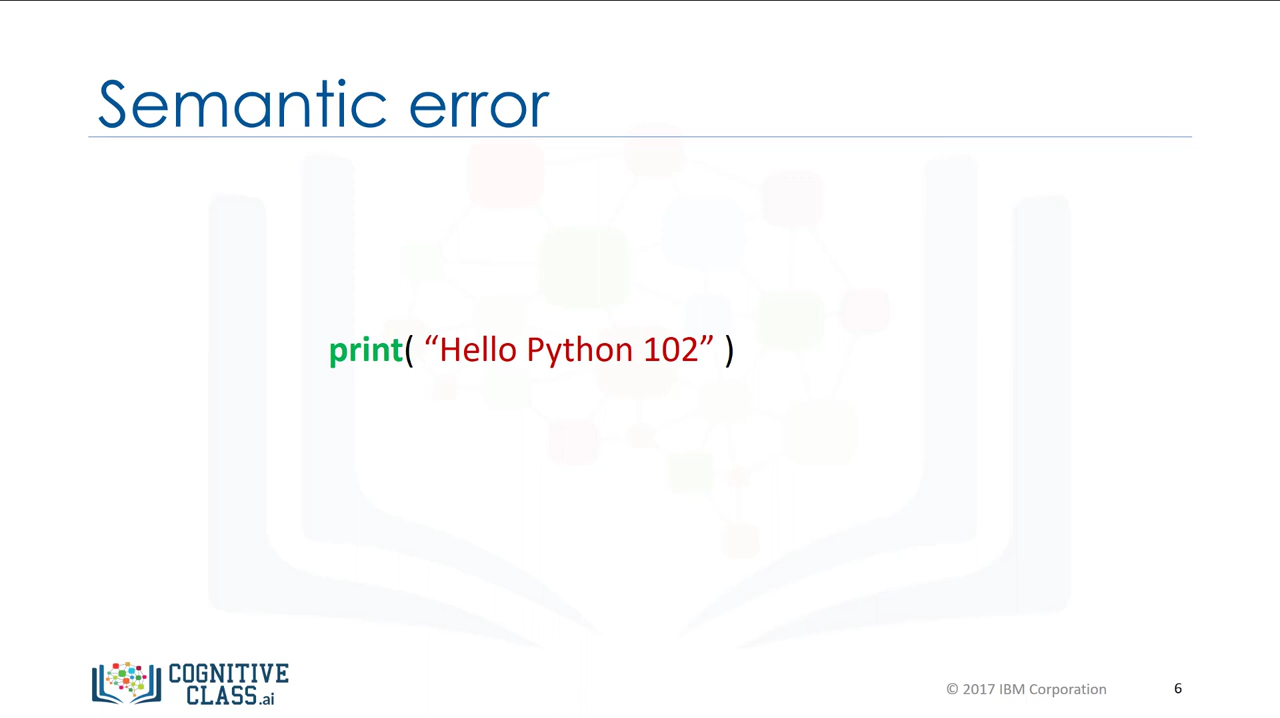 Semantic error
print( “Hello Python 102” )
COGNITIVE
CLASS.ai
© 2017 IBM Corporation
6